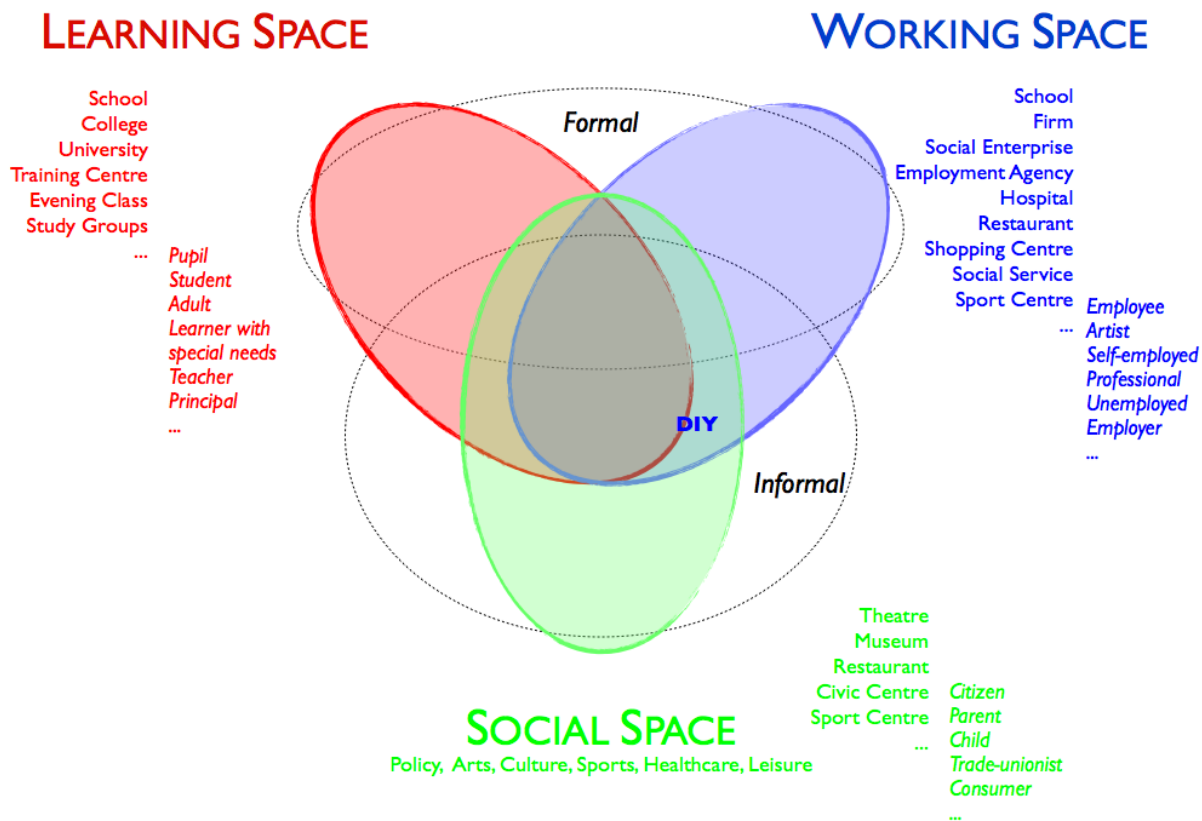 LEARNING SPACE
WORKING SPACE
School
College
University
Training Centre
Evening Class
Study Groups
...
Pupil
Student
Adult
Learner with
special needs
Teacher
Principal
...
Formal
School
Firm
Social Enterprise
Employment Agency
Hospital
Restaurant
Shopping Centre
Social Service
Sport Centre
...
Employee
Artist
Self-employed
Professional
Unemployed
Employer
...
DIY
Informal
Theatre
Museum
Restaurant
Civic Centre
Sport Centre
...
Citizen
Parent
Child
Trade-unionist
Consumer
...
SOCIAL SPACE
Policy, Arts, Culture, Sports, Healthcare, Leisure